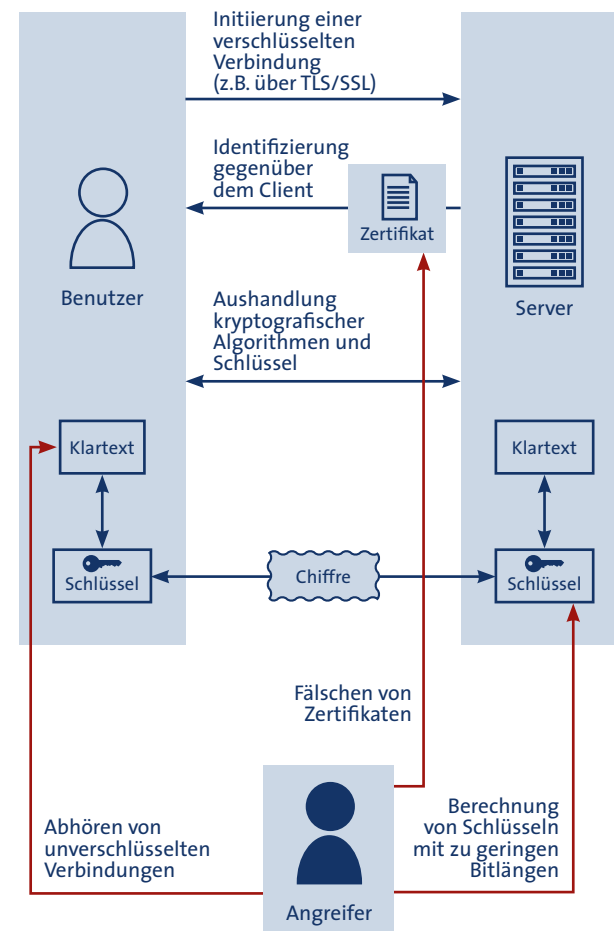 Initiierung einer
verschlüsselten
Verbindung
(z.B. über TLS/SSL)
Identifizierung
gegenüber
dem Client
Zertifikat
Benutzer
Server
Aushandlung
kryptografischer
Algorithmen und
Schlüssel
Klartext
Klartext
Schlüssel
Chiffre
Schlüssel
Fälschen von
Zertifikaten
Abhören von
unverschlüsselten
Verbindungen
Berechnung
von Schlüsseln
mit zu geringen
Bitlängen
Angreifer